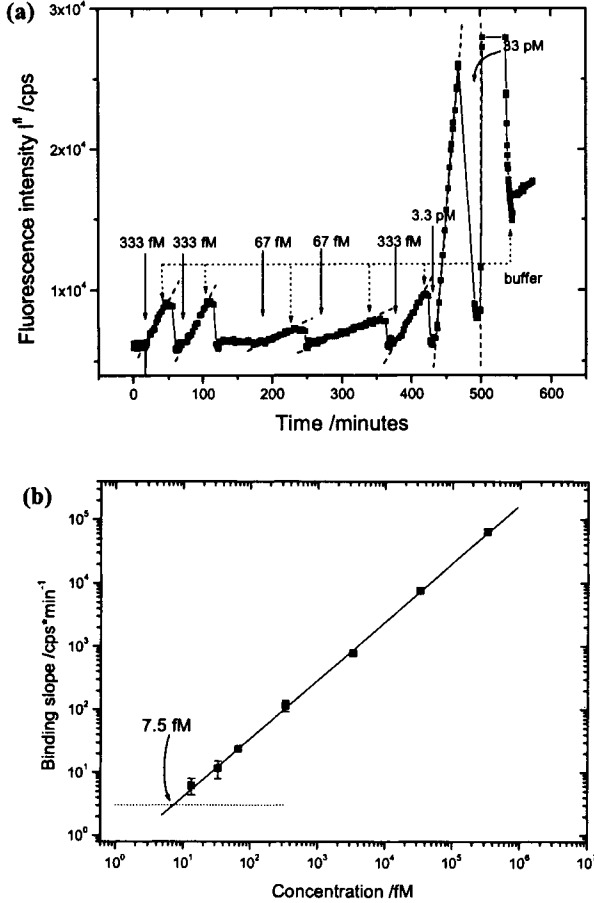 (a)
3x10⁴
2x10⁴
1x10⁴
Fluorescence intensity Iᶠˡ /cps
333 fM 333 fM 67 fM 67 fM 333 fM 3.3 pM 33 pM
buffer
0 100 200 300 400 500 600
Time /minutes
(b)
10⁵
10⁴
10³
10²
10¹
10⁰
Binding slope /cps*min⁻¹
7.5 fM
10⁰ 10¹ 10² 10³ 10⁴ 10⁵ 10⁶ 10⁷
Concentration /fM